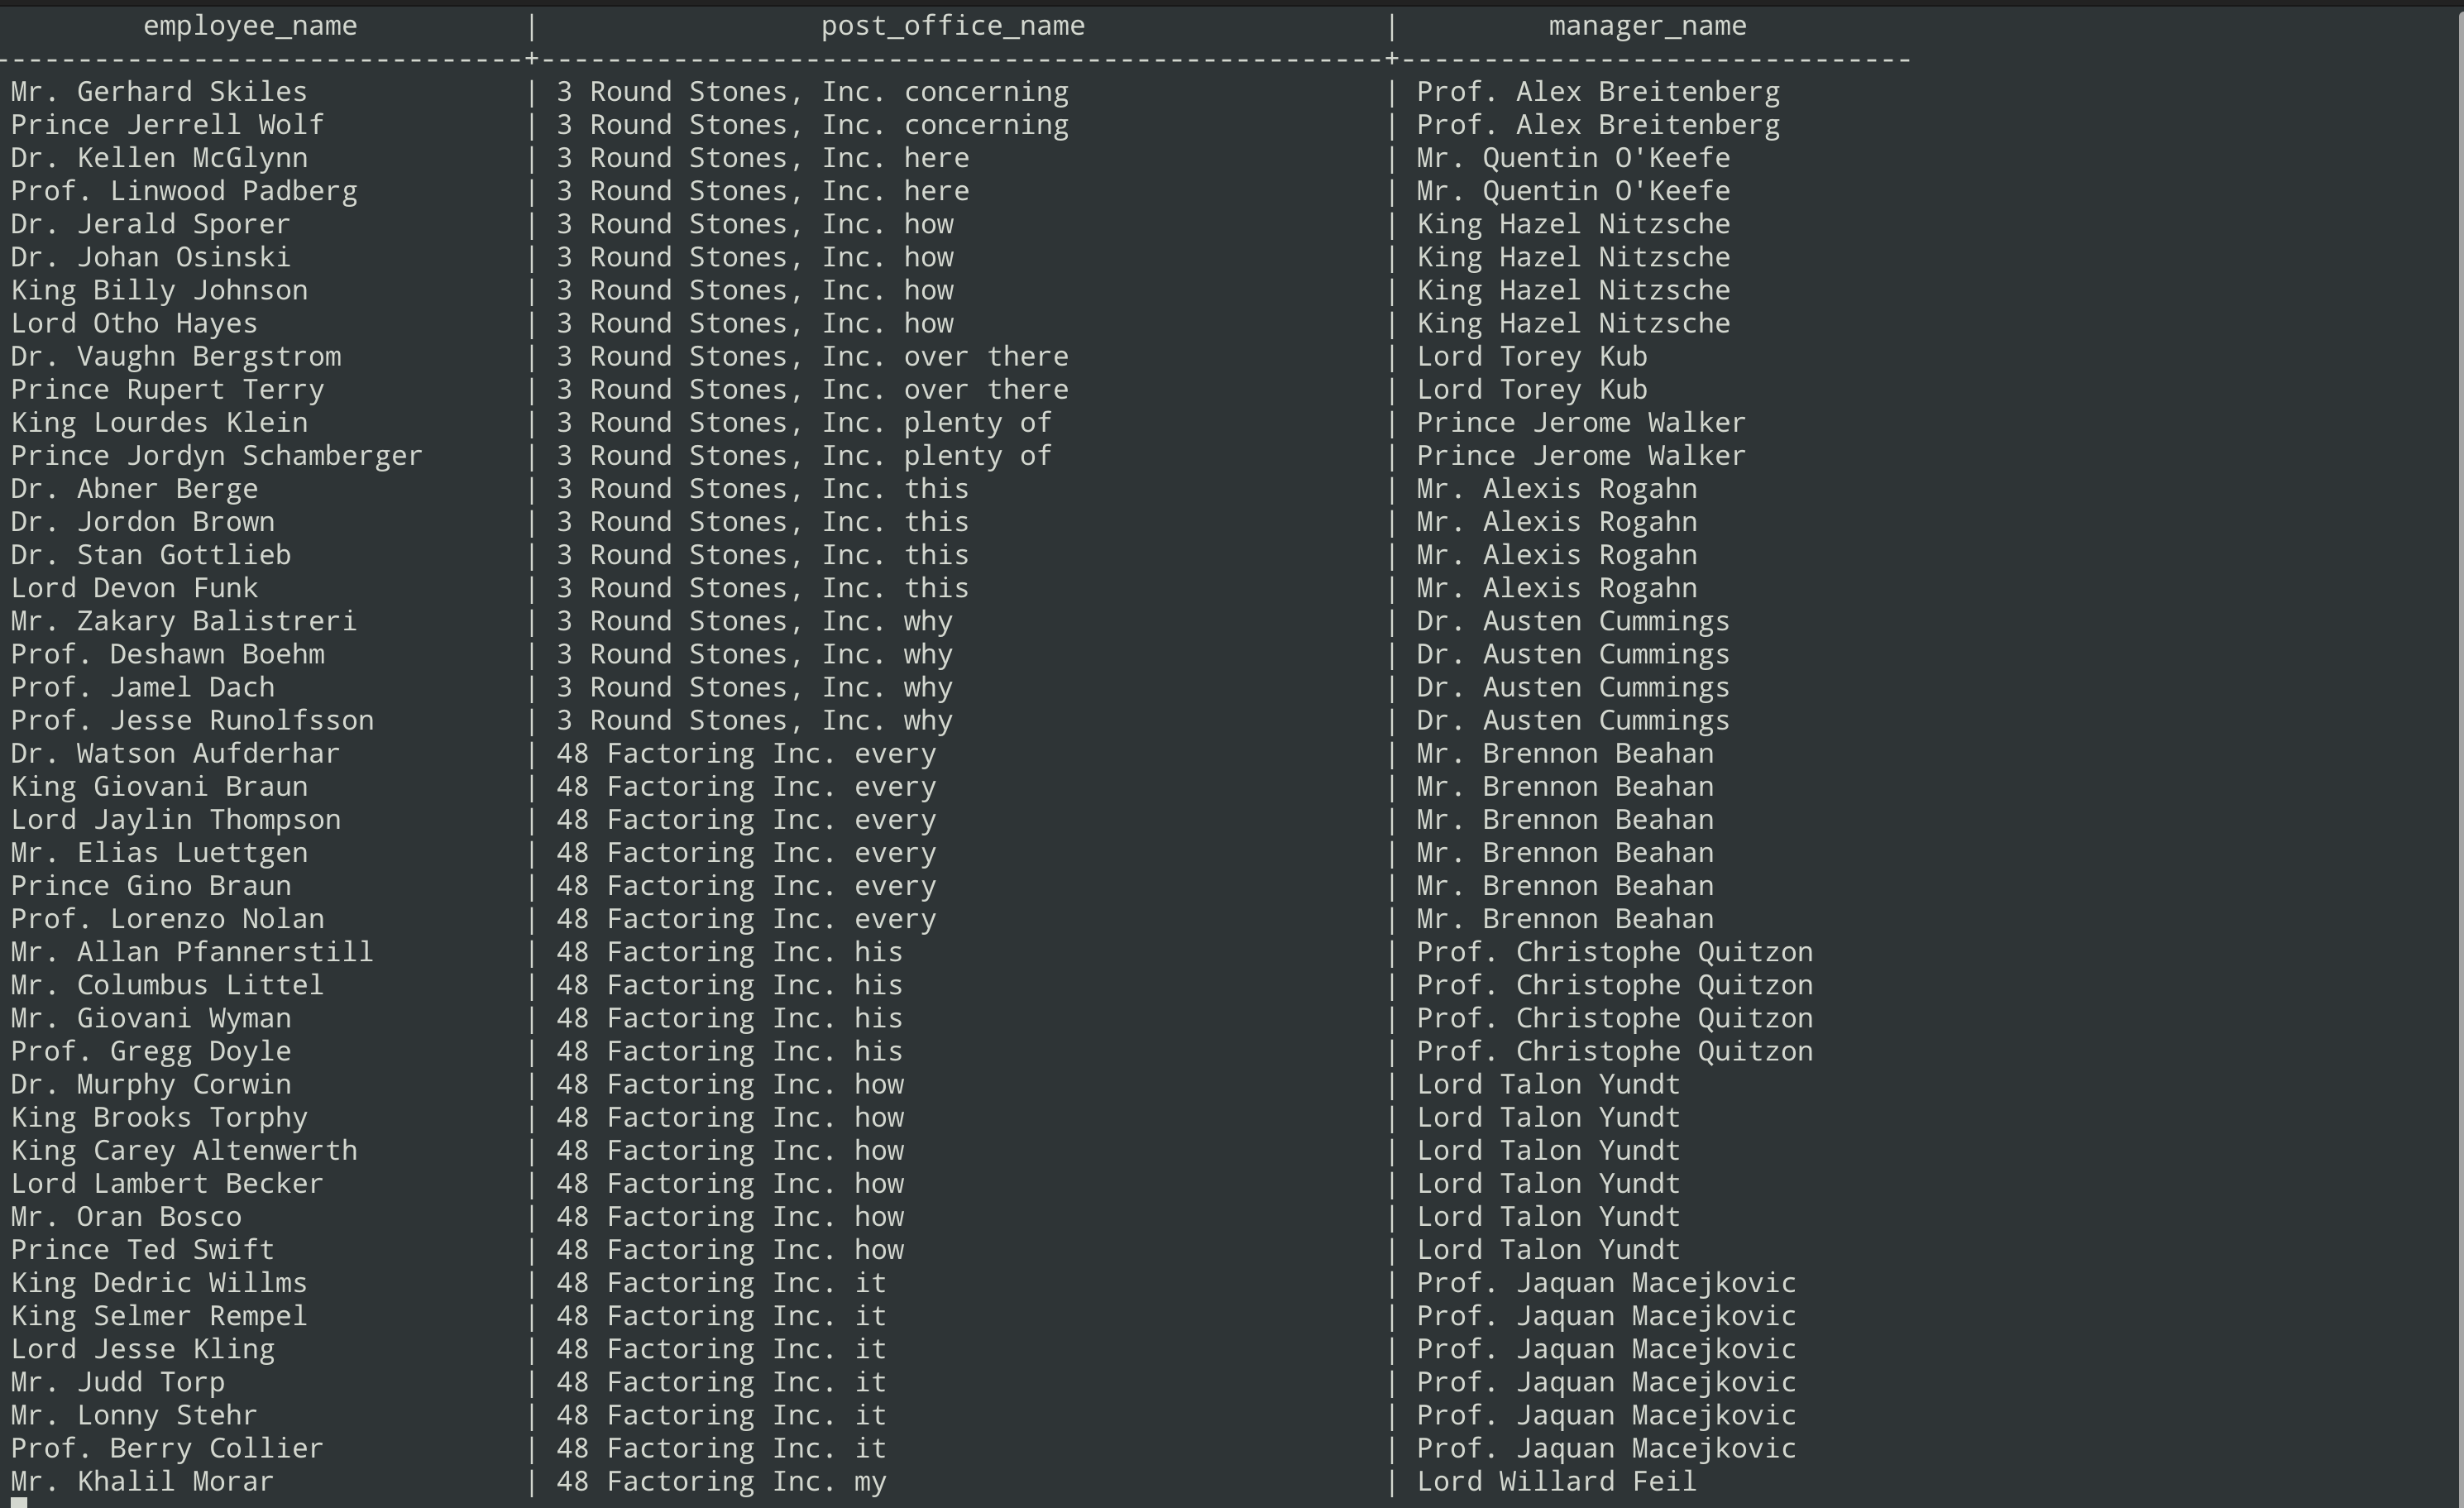 employee_name | post_office_name | manager_name
--------------------------------+---------------------------------------------------+-------------------------------
Mr. Gerhard Skiles | 3 Round Stones, Inc. concerning | Prof. Alex Breitenberg
Prince Jerrell Wolf | 3 Round Stones, Inc. concerning | Prof. Alex Breitenberg
Dr. Kellen McGlynn | 3 Round Stones, Inc. here | Mr. Quentin O'Keefe
Prof. Linwood Padberg | 3 Round Stones, Inc. here | Mr. Quentin O'Keefe
Dr. Jerald Sporer | 3 Round Stones, Inc. how | King Hazel Nitzsche
Dr. Johan Osinski | 3 Round Stones, Inc. how | King Hazel Nitzsche
King Billy Johnson | 3 Round Stones, Inc. how | King Hazel Nitzsche
Lord Otho Hayes | 3 Round Stones, Inc. how | King Hazel Nitzsche
Dr. Vaughn Bergstrom | 3 Round Stones, Inc. over there | Lord Torey Kub
Prince Rupert Terry | 3 Round Stones, Inc. over there | Lord Torey Kub
King Lourdes Klein | 3 Round Stones, Inc. plenty of | Prince Jerome Walker
Prince Jordyn Schamberger | 3 Round Stones, Inc. plenty of | Prince Jerome Walker
Dr. Abner Berge | 3 Round Stones, Inc. this | Mr. Alexis Rogahn
Dr. Jordon Brown | 3 Round Stones, Inc. this | Mr. Alexis Rogahn
Dr. Stan Gottlieb | 3 Round Stones, Inc. this | Mr. Alexis Rogahn
Lord Devon Funk | 3 Round Stones, Inc. this | Mr. Alexis Rogahn
Mr. Zakary Balistreri | 3 Round Stones, Inc. why | Dr. Austen Cummings
Prof. Deshawn Boehm | 3 Round Stones, Inc. why | Dr. Austen Cummings
Prof. Jamel Dach | 3 Round Stones, Inc. why | Dr. Austen Cummings
Prof. Jesse Runolfsson | 3 Round Stones, Inc. why | Dr. Austen Cummings
Dr. Watson Aufderhar | 48 Factoring Inc. every | Mr. Brennon Beahan
King Giovani Braun | 48 Factoring Inc. every | Mr. Brennon Beahan
Lord Jaylin Thompson | 48 Factoring Inc. every | Mr. Brennon Beahan
Mr. Elias Luettgen | 48 Factoring Inc. every | Mr. Brennon Beahan
Prince Gino Braun | 48 Factoring Inc. every | Mr. Brennon Beahan
Prof. Lorenzo Nolan | 48 Factoring Inc. every | Mr. Brennon Beahan
Mr. Allan Pfannerstill | 48 Factoring Inc. his | Prof. Christophe Quitzon
Mr. Columbus Littel | 48 Factoring Inc. his | Prof. Christophe Quitzon
Mr. Giovani Wyman | 48 Factoring Inc. his | Prof. Christophe Quitzon
Prof. Gregg Doyle | 48 Factoring Inc. his | Prof. Christophe Quitzon
Dr. Murphy Corwin | 48 Factoring Inc. how | Lord Talon Yundt
King Brooks Torphy | 48 Factoring Inc. how | Lord Talon Yundt
King Carey Altenwerth | 48 Factoring Inc. how | Lord Talon Yundt
Lord Lambert Becker | 48 Factoring Inc. how | Lord Talon Yundt
Mr. Oran Bosco | 48 Factoring Inc. how | Lord Talon Yundt
Prince Ted Swift | 48 Factoring Inc. how | Lord Talon Yundt
King Dedric Willms | 48 Factoring Inc. it | Prof. Jaquan Macejkovic
King Selmer Rempel | 48 Factoring Inc. it | Prof. Jaquan Macejkovic
Lord Jesse Kling | 48 Factoring Inc. it | Prof. Jaquan Macejkovic
Mr. Judd Torp | 48 Factoring Inc. it | Prof. Jaquan Macejkovic
Mr. Lonny Stehr | 48 Factoring Inc. it | Prof. Jaquan Macejkovic
Prof. Berry Collier | 48 Factoring Inc. it | Prof. Jaquan Macejkovic
Mr. Khalil Morar | 48 Factoring Inc. my | Lord Willard Feil